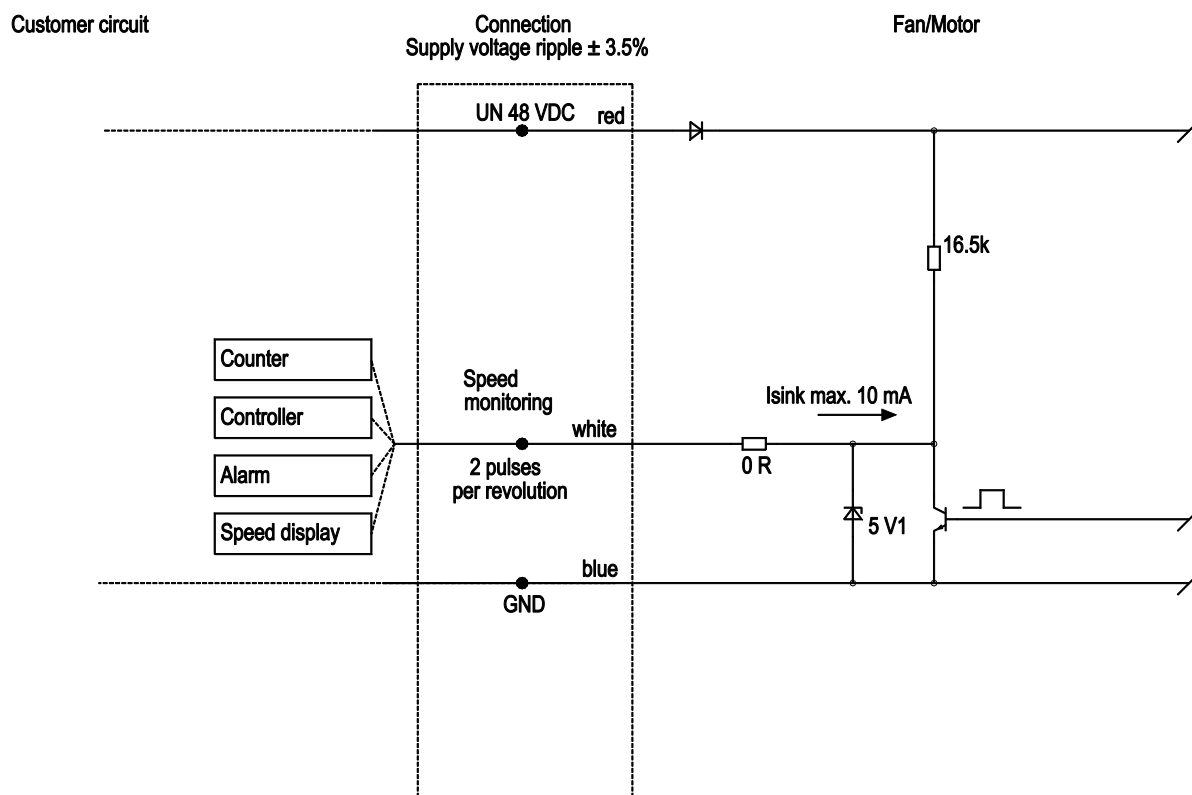 Customer circuit
Connection
Supply voltage ripple ± 3.5%
Fan/Motor
UN 48 VDC
red
16.5k
Counter
Controller
Alarm
Speed display
Speed
monitoring
white
2 pulses
per revolution
Isink max. 10 mA
0 R
5 V1
blue
GND